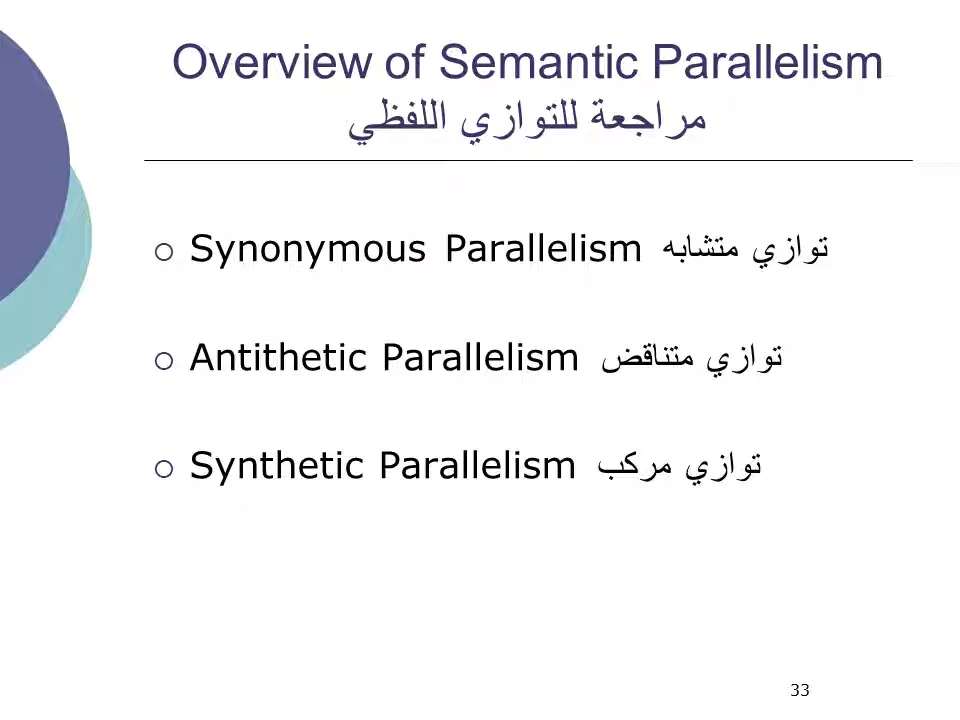 Overview of Semantic Parallelism
مراجعة للتوازي اللفظي
Synonymous Parallelism توازي متشابه
Antithetic Parallelism توازي متناقض
Synthetic Parallelism توازي مركب
33